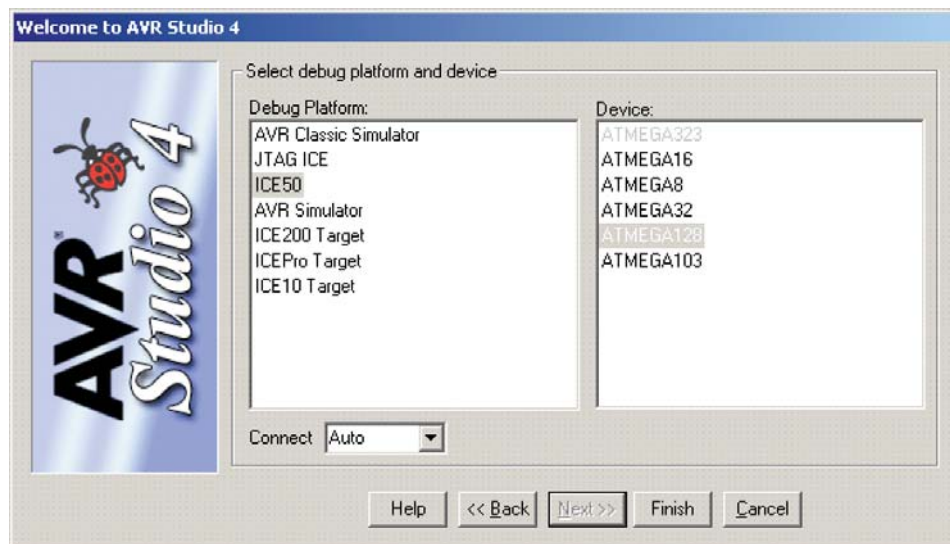 Welcome to AVR Studio 4
AVR®
Studio 4
Select debug platform and device
Debug Platform:
AVR Classic Simulator
JTAG ICE
ICE50
AVR Simulator
ICE200 Target
ICEPro Target
ICE10 Target
Device:
ATMEGA323
ATMEGA16
ATMEGA8
ATMEGA32
ATMEGA128
ATMEGA103
Connect Auto
Help << Back Next >> Finish Cancel